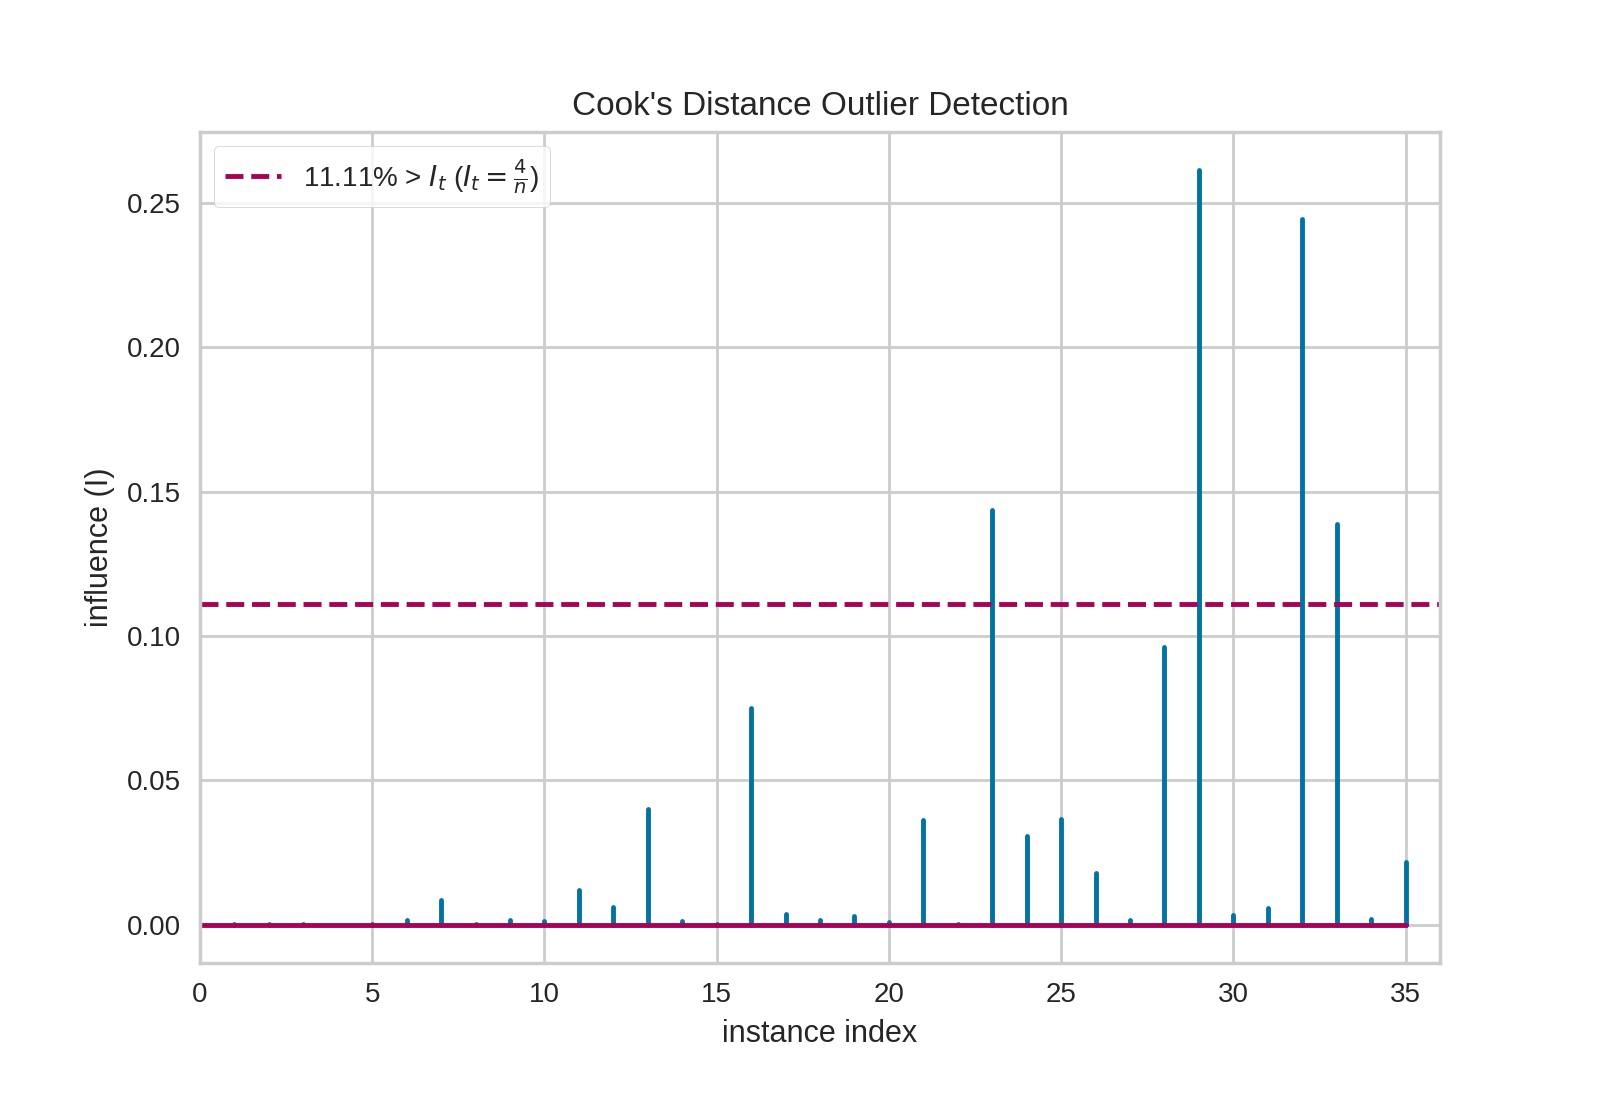 Cook's Distance Outlier Detection
11.11% > I_t (I_t = 4/n)
0.25
0.20
0.15
0.10
0.05
0.00
influence (I)
0 5 10 15 20 25 30 35
instance index